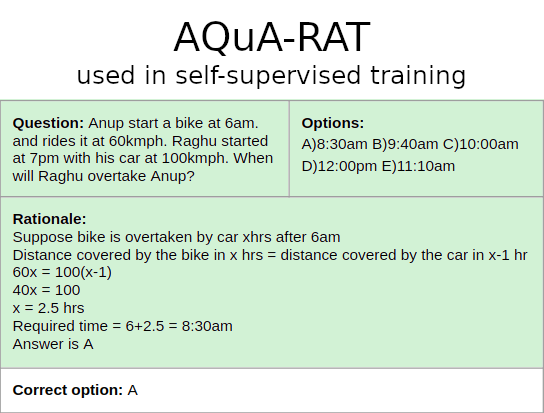 AQuA-RAT
used in self-supervised training
Question: Anup start a bike at 6am.
and rides it at 60kmph. Raghu started
at 7pm with his car at 100kmph. When
will Raghu overtake Anup?
Options:
A)8:30am B)9:40am C)10:00am
D)12:00pm E)11:10am
Rationale:
Suppose bike is overtaken by car xhrs after 6am
Distance covered by the bike in x hrs = distance covered by the car in x-1 hr
60x = 100(x-1)
40x = 100
x = 2.5 hrs
Required time = 6+2.5 = 8:30am
Answer is A
Correct option: A